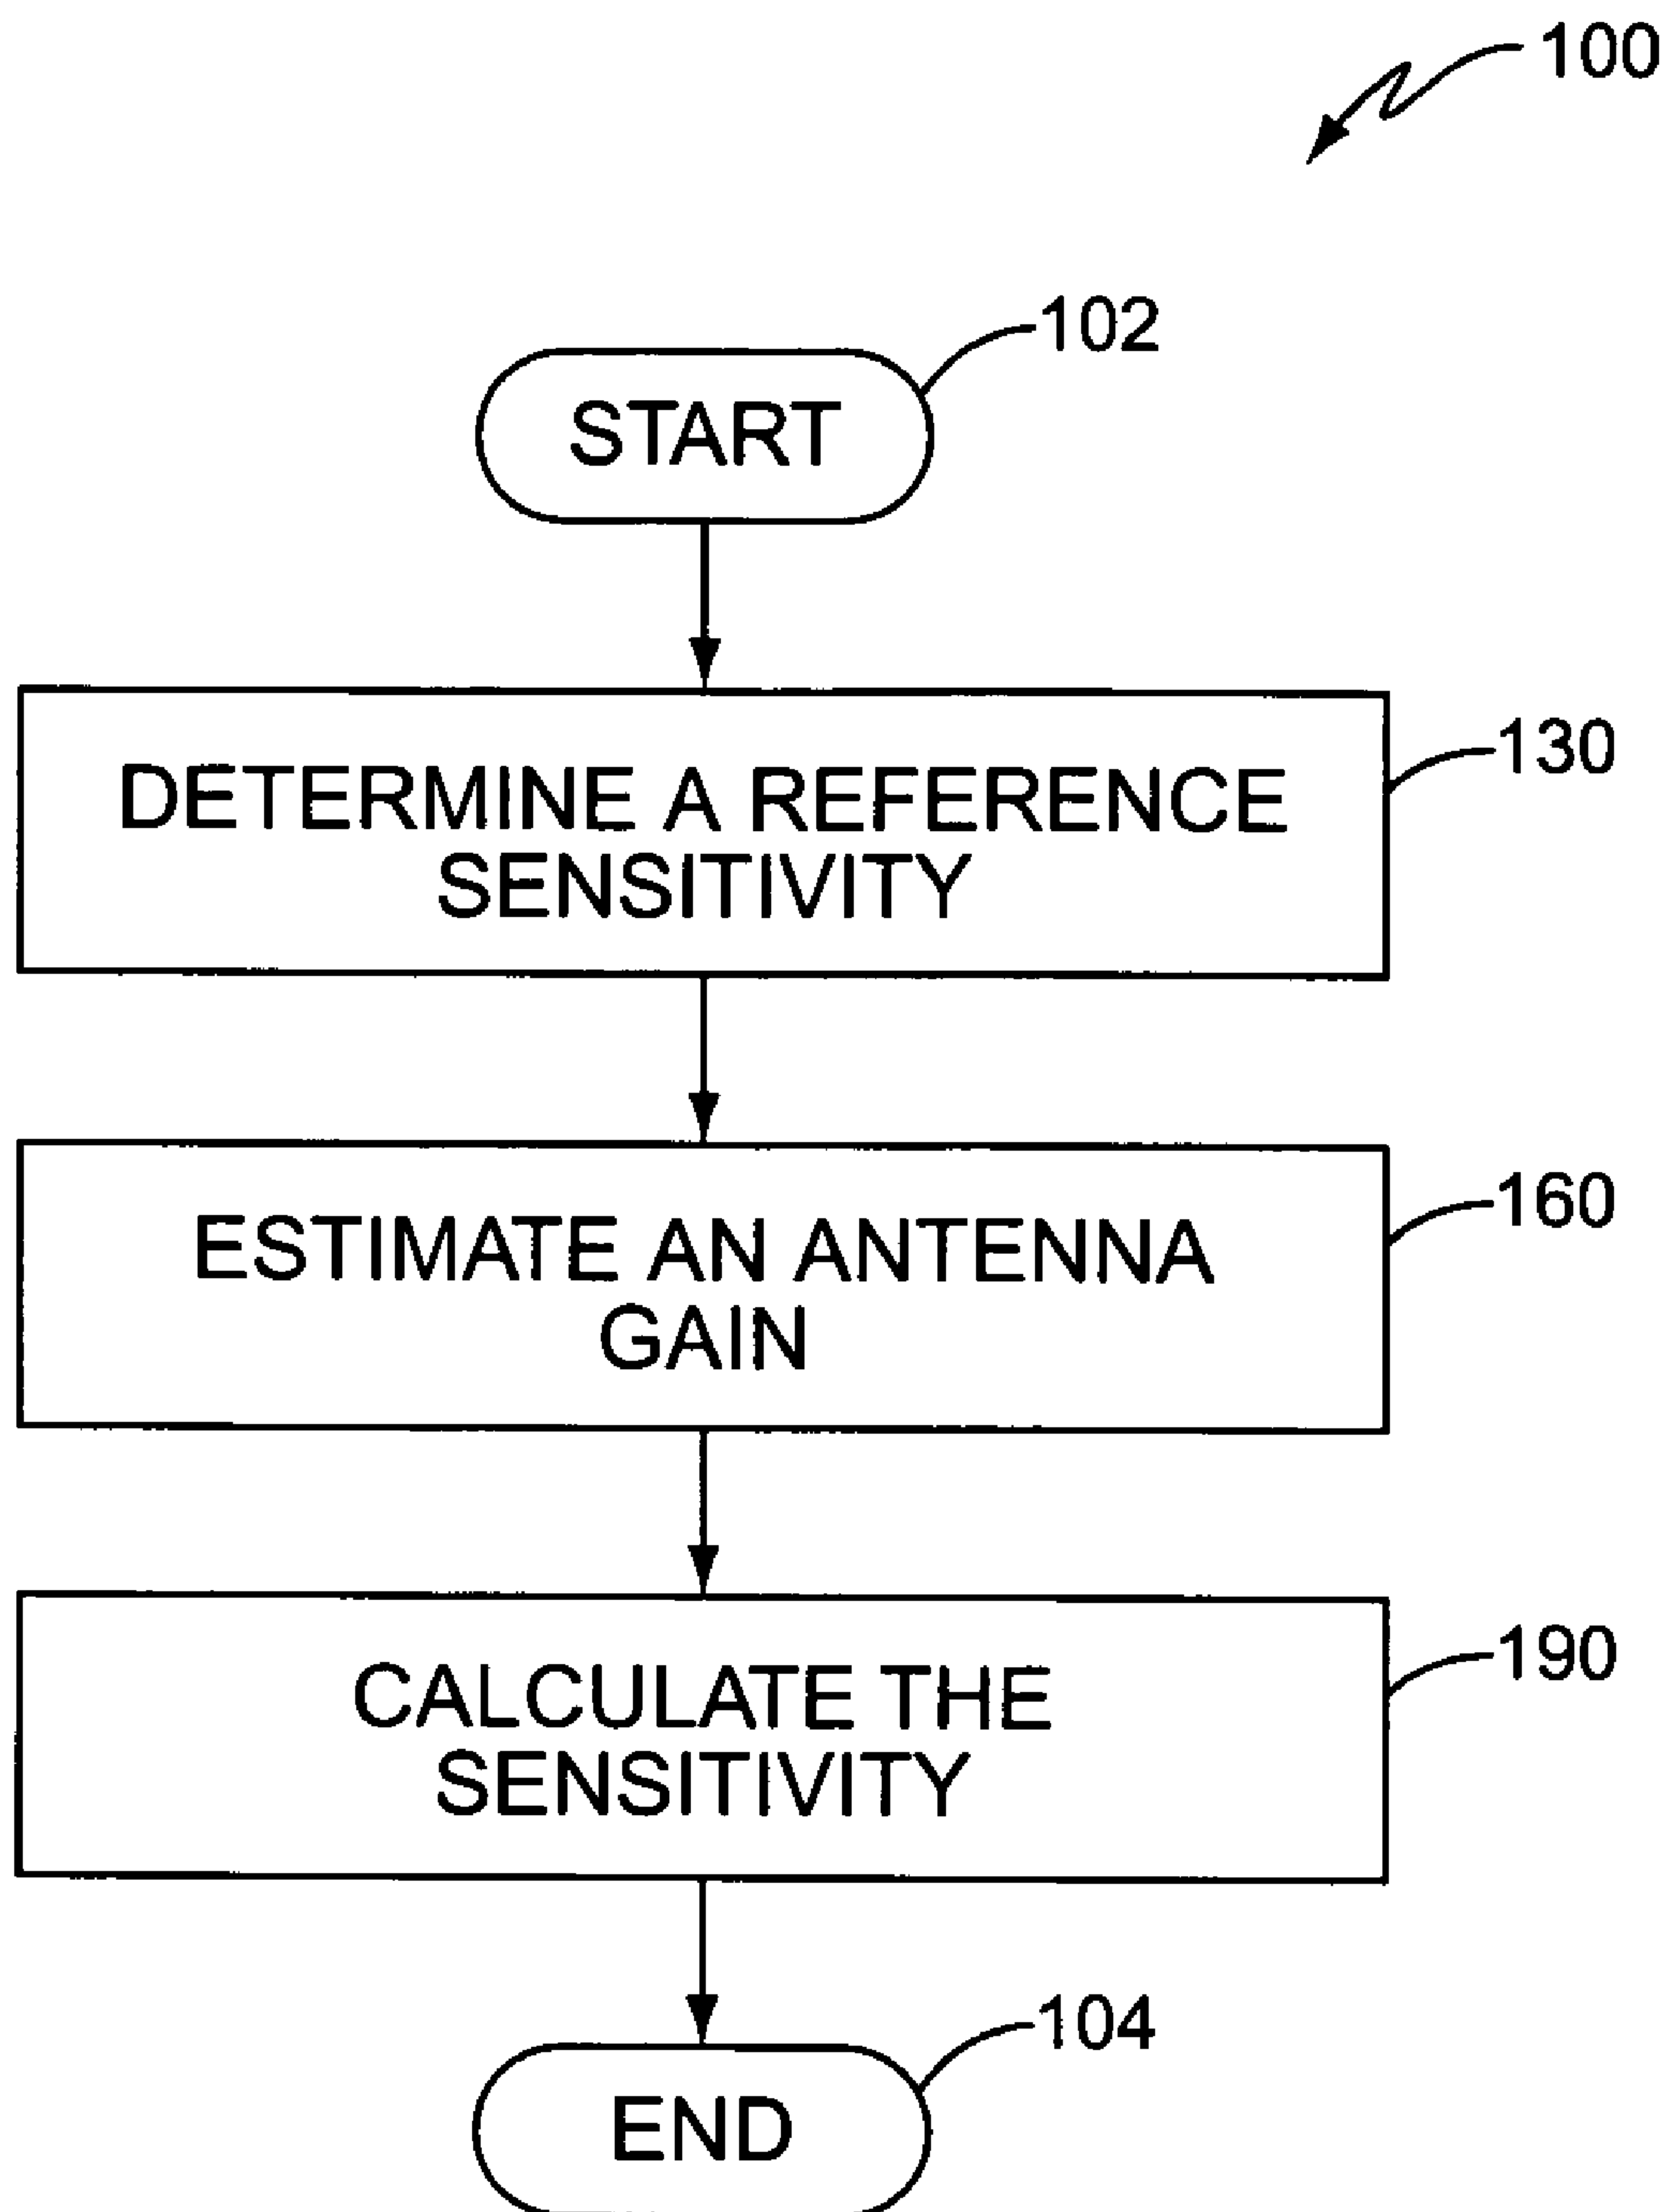 100
102
START
130
DETERMINE A REFERENCE
SENSITIVITY
160
ESTIMATE AN ANTENNA
GAIN
190
CALCULATE THE
SENSITIVITY
104
END